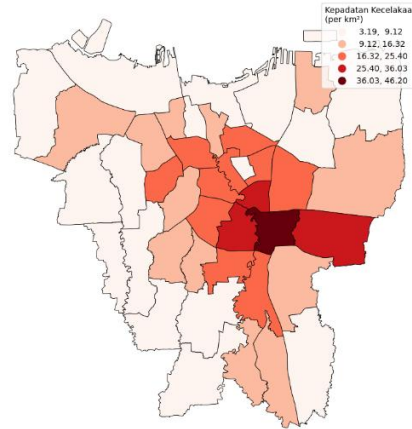 Kepadatan Kecelakaa
(per km²)
3.19, 9.12
9.12, 16.32
16.32, 25.40
25.40, 36.03
36.03, 46.20